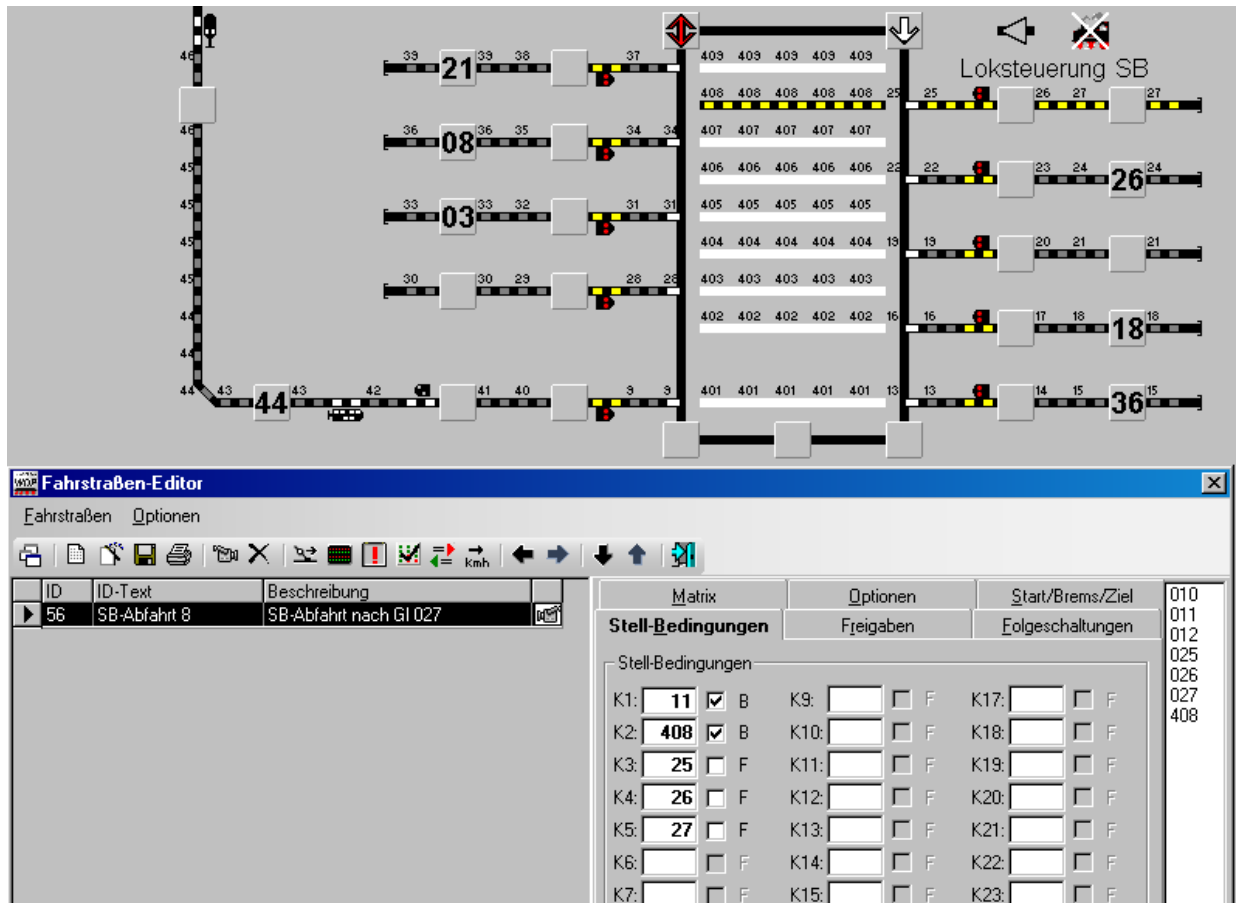 46
39 21 39 38 37 409 409 409 409 409
Loksteuerung SB
408 408 408 408 408 25 25 26 27 27
46 36 08 36 35 34 34 407 407 407 407 407
45 406 406 406 406 406 22 22 23 24 26 24
45 33 03 33 32 31 31 405 405 405 405 405
45 404 404 404 404 404 19 19 20 21 21
45 30 30 29 28 28 403 403 403 403 403
44 402 402 402 402 402 16 16 17 18 18 18
44
44 43 44 43 42 41 40 9 9 401 401 401 401 401 13 13 14 15 36 15
Fahrstraßen-Editor
Fahrstraßen Optionen
kmh
ID ID-Text Beschreibung
56 SB-Abfahrt 8 SB-Abfahrt nach Gl 027
Matrix Optionen Start/Brems/Ziel
Stell-Bedingungen Freigaben Folgeschaltungen
010
011
012
025
026
027
408
Stell-Bedingungen
K1: 11 B K9: F K17: F
K2: 408 B K10: F K18: F
K3: 25 F K11: F K19: F
K4: 26 F K12: F K20: F
K5: 27 F K13: F K21: F
K6: F K14: F K22: F
K7: F K15: F K23: F